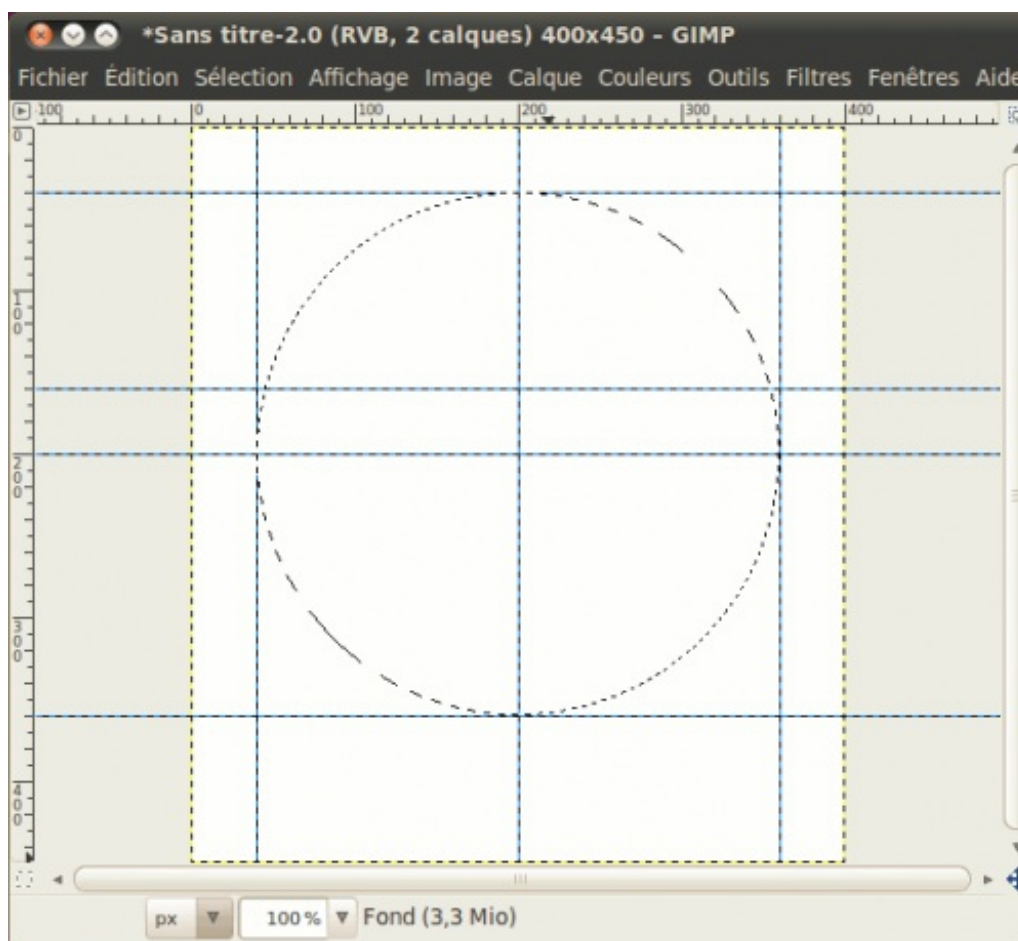 *Sans titre-2.0 (RVB, 2 calques) 400x450 – GIMP
Fichier Édition Sélection Affichage Image Calque Couleurs Outils Filtres Fenêtres Aide
100 0 100 200 300 400
0
100
200
300
400
px 100 % Fond (3,3 Mio)